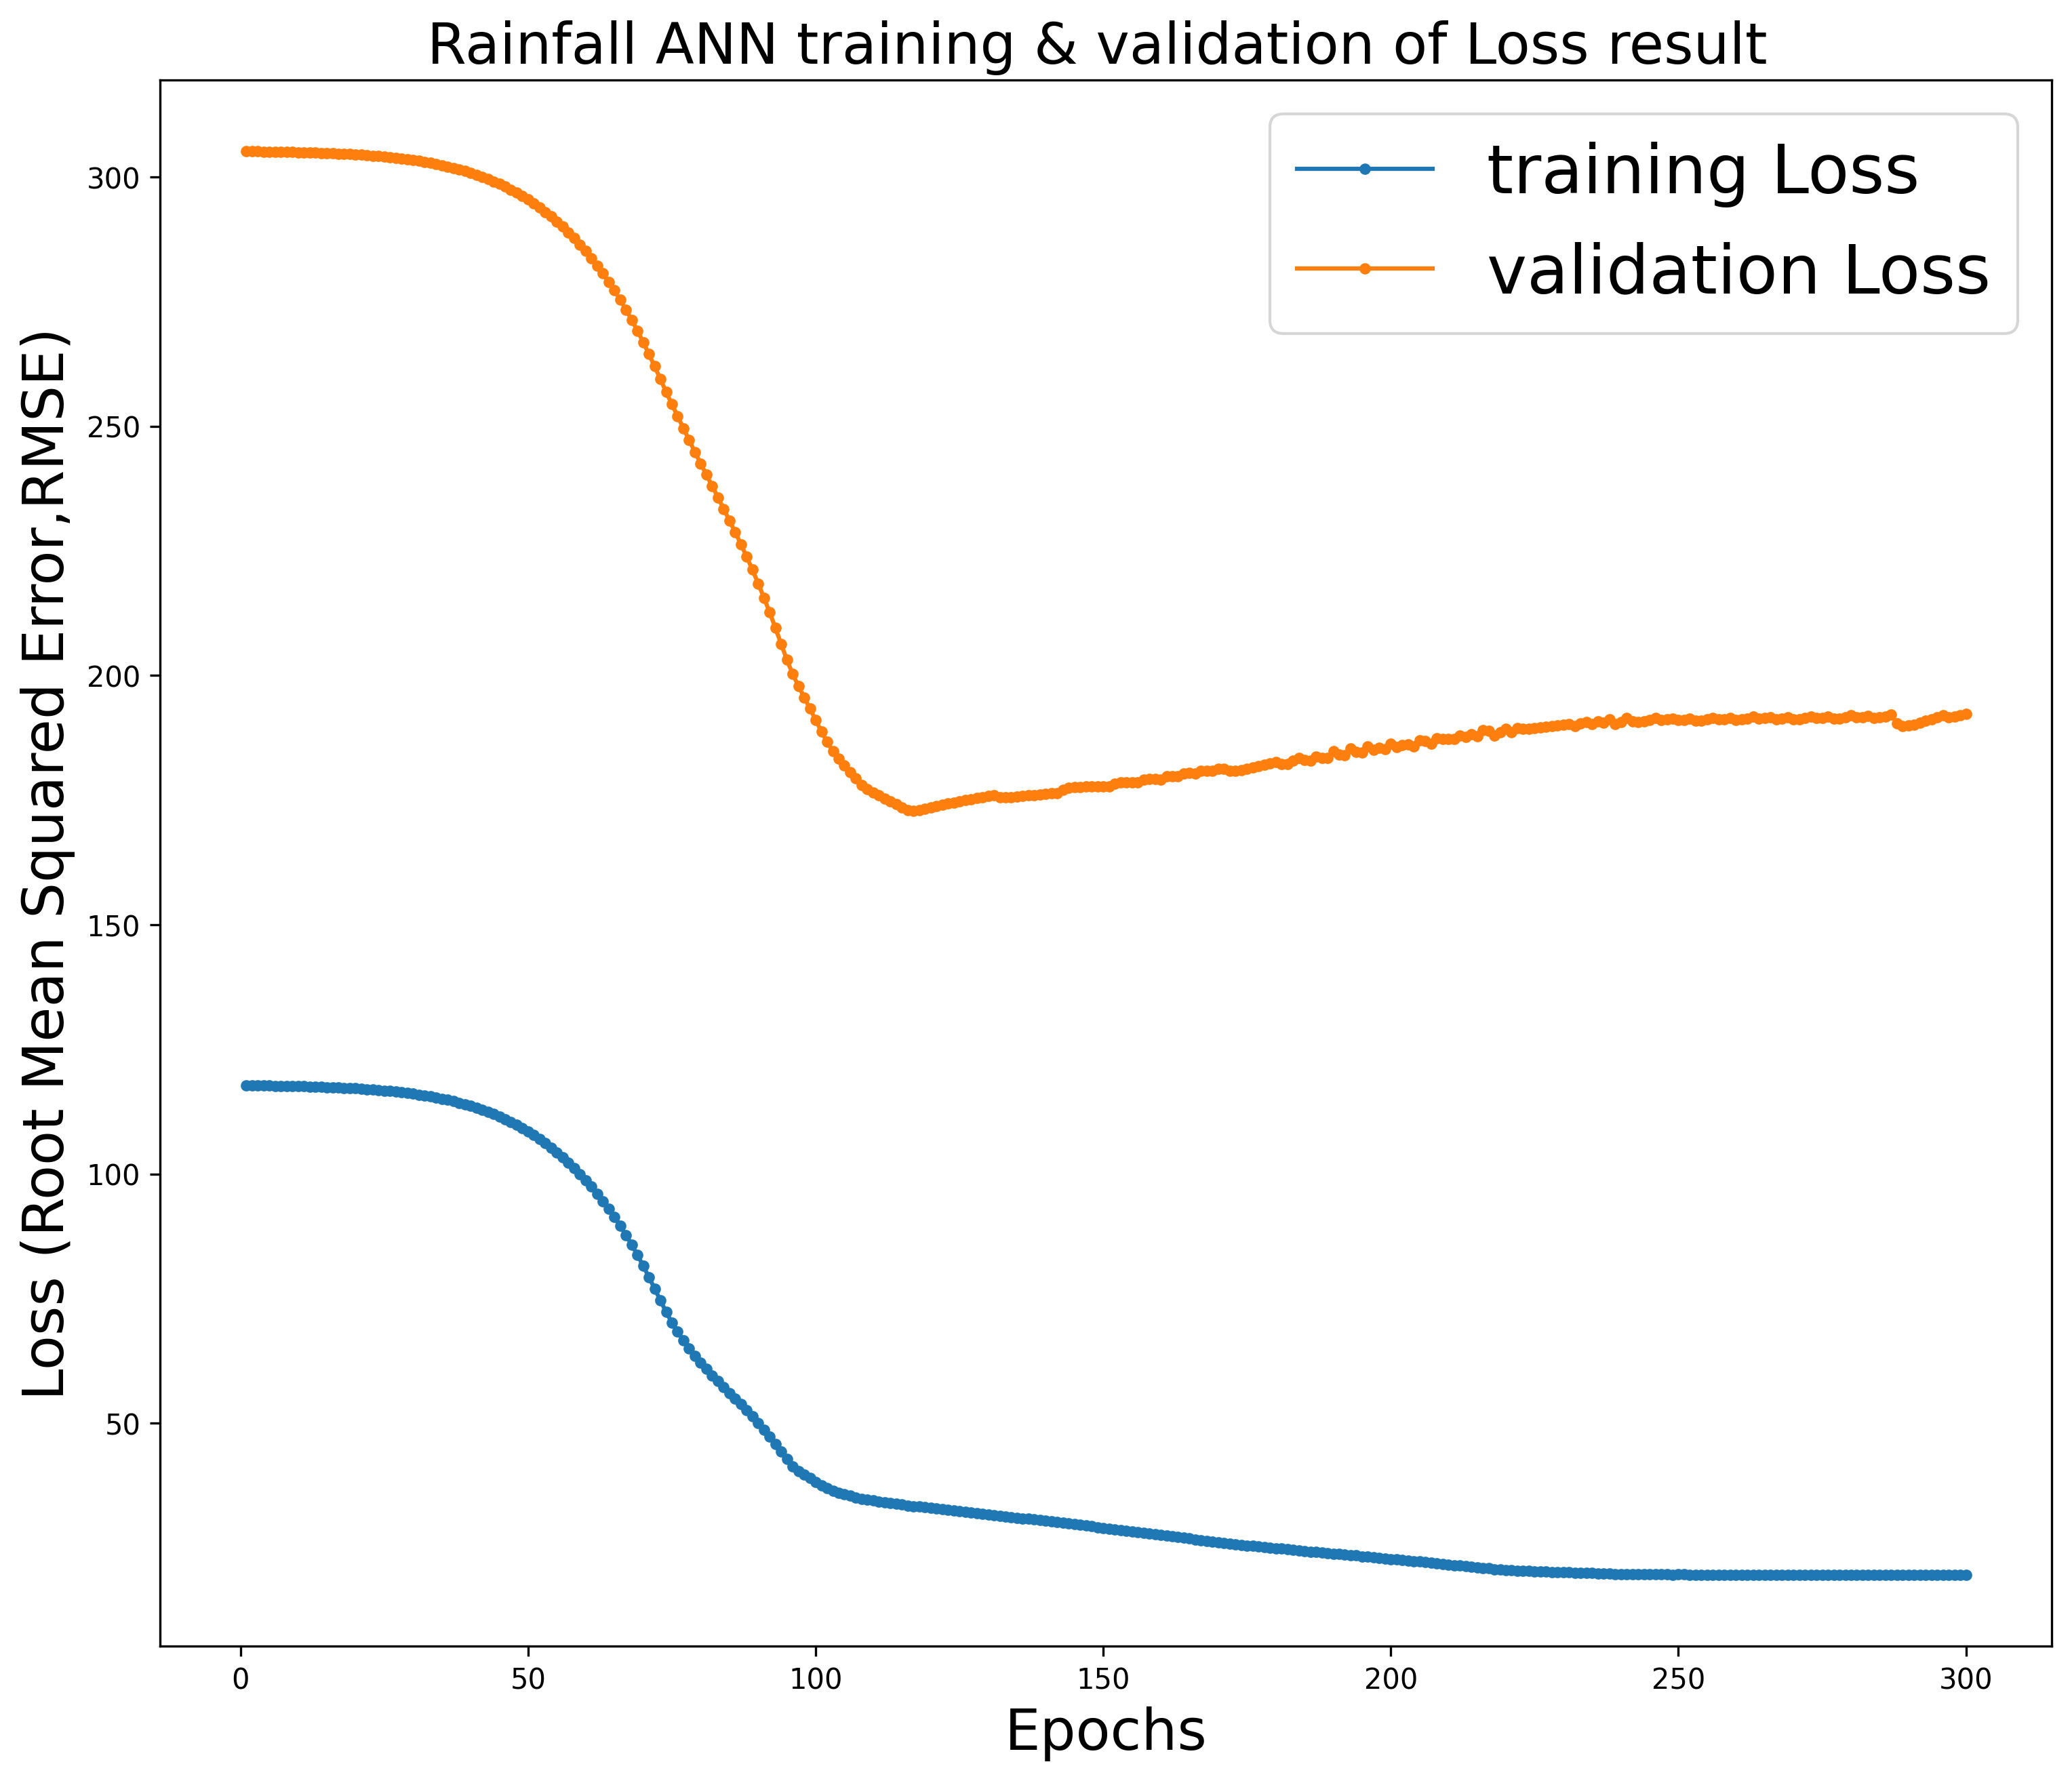 Rainfall ANN training & validation of Loss result
training Loss
validation Loss
Loss (Root Mean Squared Error,RMSE)
300
250
200
150
100
50
0
50
100
150
200
250
300
Epochs